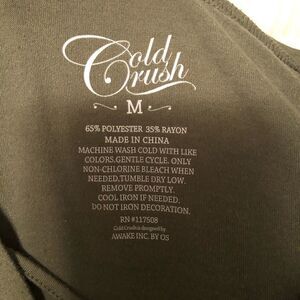 Cold
Crush
M
65% POLYESTER 35% RAYON
MADE IN CHINA
MACHINE WASH COLD WITH LIKE
COLORS.GENTLE CYCLE. ONLY
NON-CHLORINE BLEACH WHEN
NEEDED.TUMBLE DRY LOW.
REMOVE PROMPTLY.
COOL IRON IF NEEDED.
DO NOT IRON DECORATION.
RN #117508
Cold Crush is designed by
AWAKE INC. BY OS